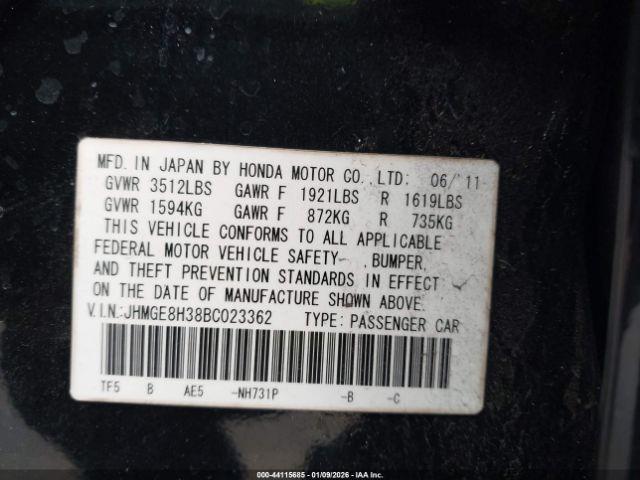 MFD. IN JAPAN BY HONDA MOTOR CO.,LTD: 06/'11
GVWR 3512LBS GAWR F 1921LBS R 1619LBS
GVWR 1594KG GAWR F 872KG R 735KG
THIS VEHICLE CONFORMS TO ALL APPLICABLE
FEDERAL MOTOR VEHICLE SAFETY , BUMPER,
AND THEFT PREVENTION STANDARDS IN EFFECT
ON THE DATE OF MANUFACTURE SHOWN ABOVE.
V.I.N.:JHMGE8H38BC023362 TYPE: PASSENGER CAR
TF5 B AE5 -NH731P -B -C
000-44115685 - 01/09/2026 - IAA Inc.